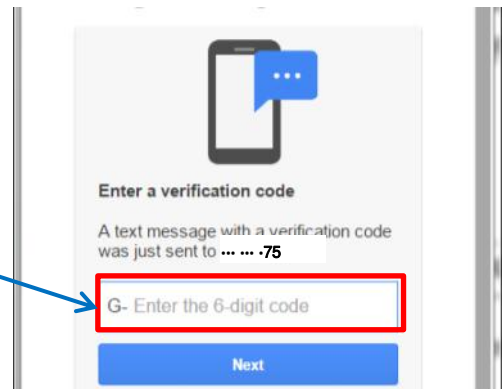 Enter a verification code
A text message with a verification code
was just sent to ••• ••• •75
G- Enter the 6-digit code
Next